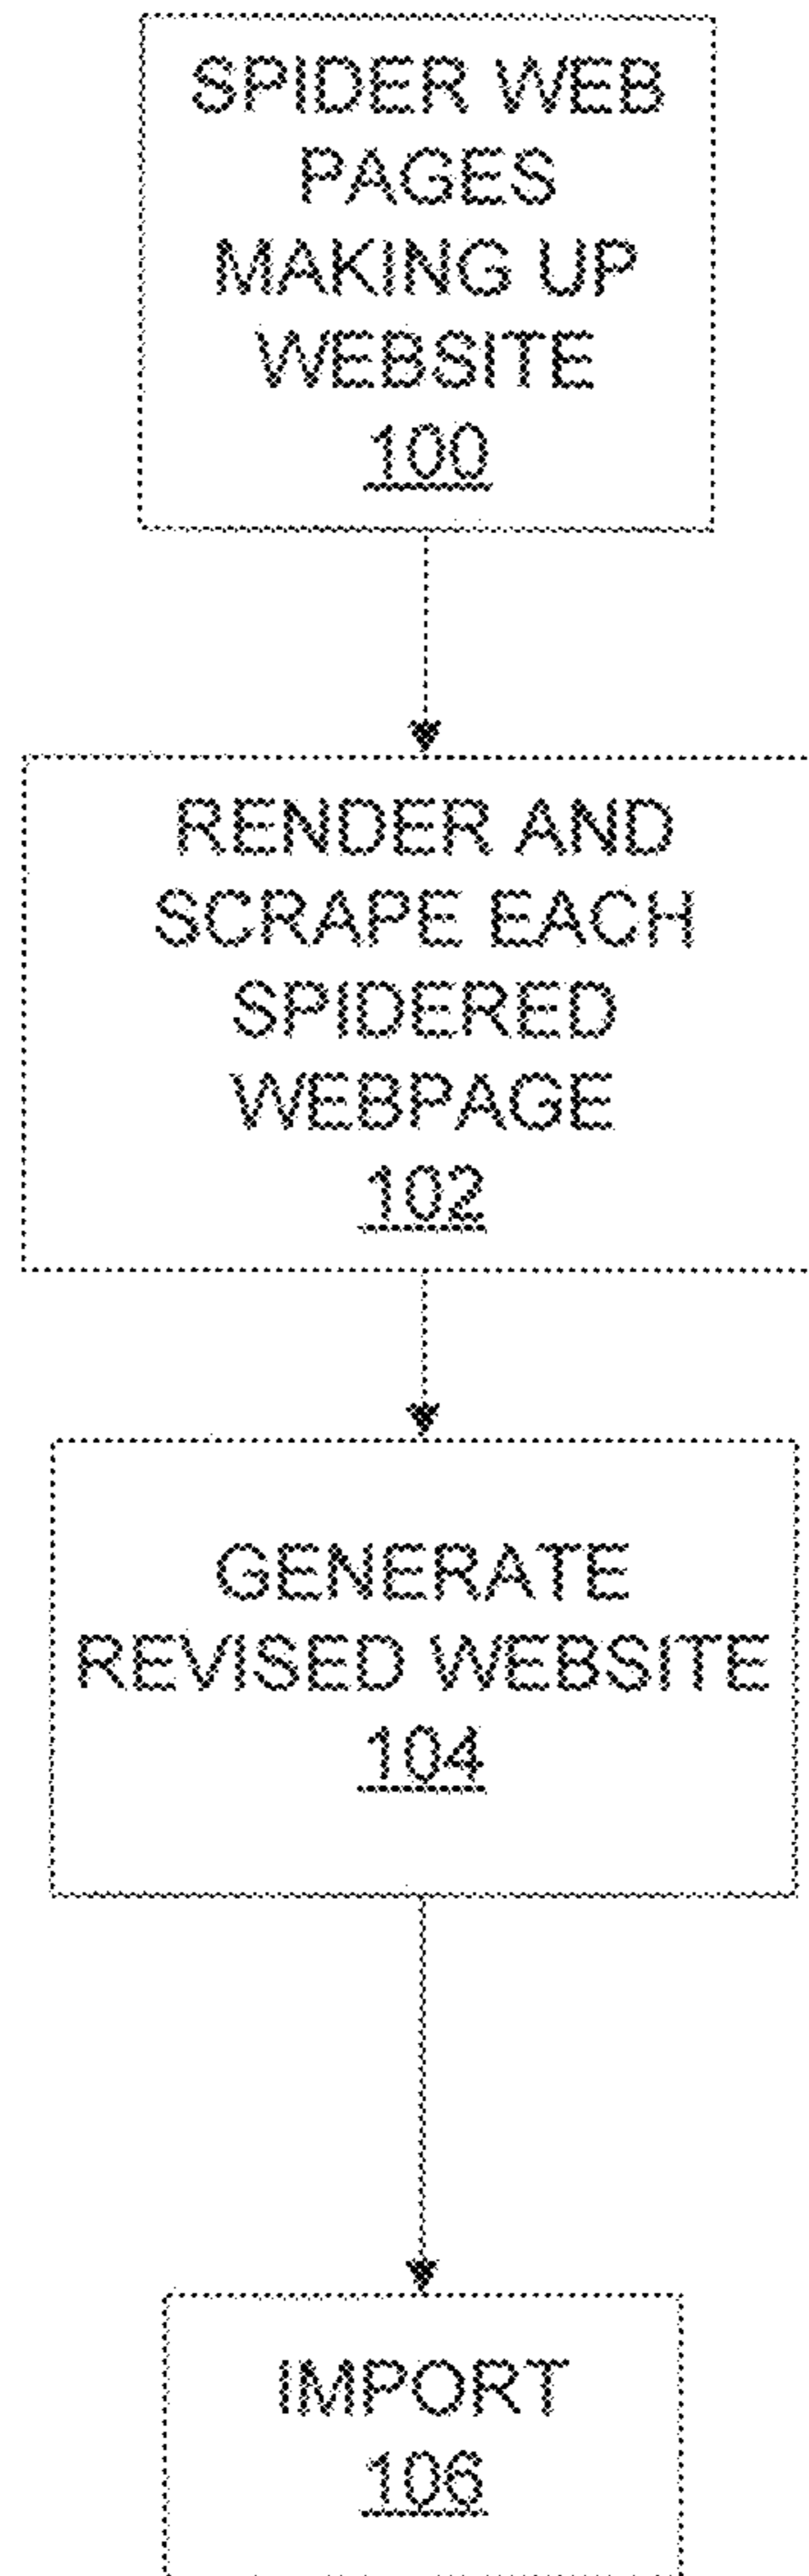 SPIDER WEB
PAGES
MAKING UP
WEBSITE
100
RENDER AND
SCRAPE EACH
SPIDERED
WEBPAGE
102
GENERATE
REVISED WEBSITE
104
IMPORT
106